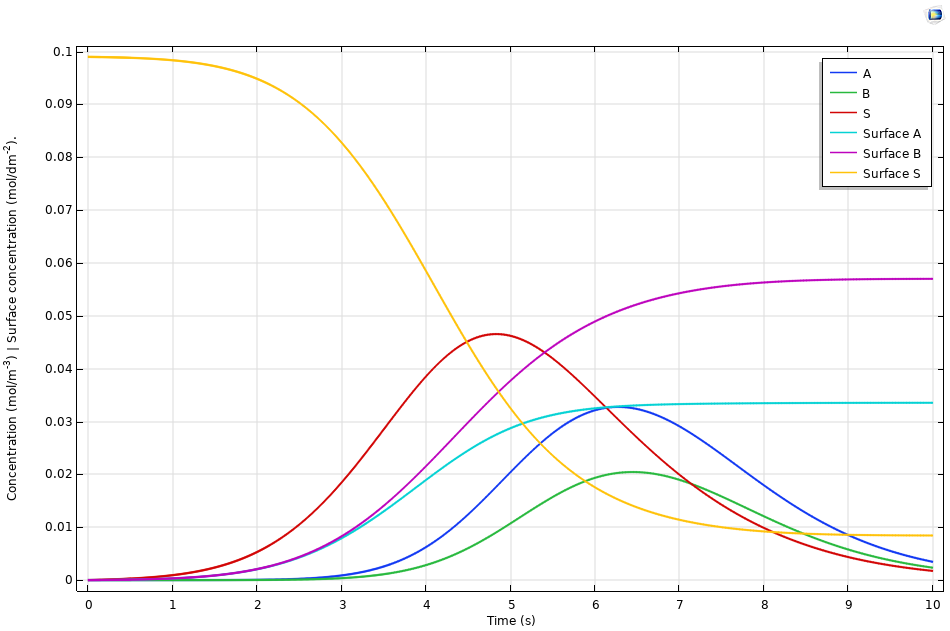 Concentration (mol/m⁻³) | Surface concentration (mol/dm⁻²).
0.1
0.09
0.08
0.07
0.06
0.05
0.04
0.03
0.02
0.01
0
A
B
S
Surface A
Surface B
Surface S
0 1 2 3 4 5 6 7 8 9 10
Time (s)